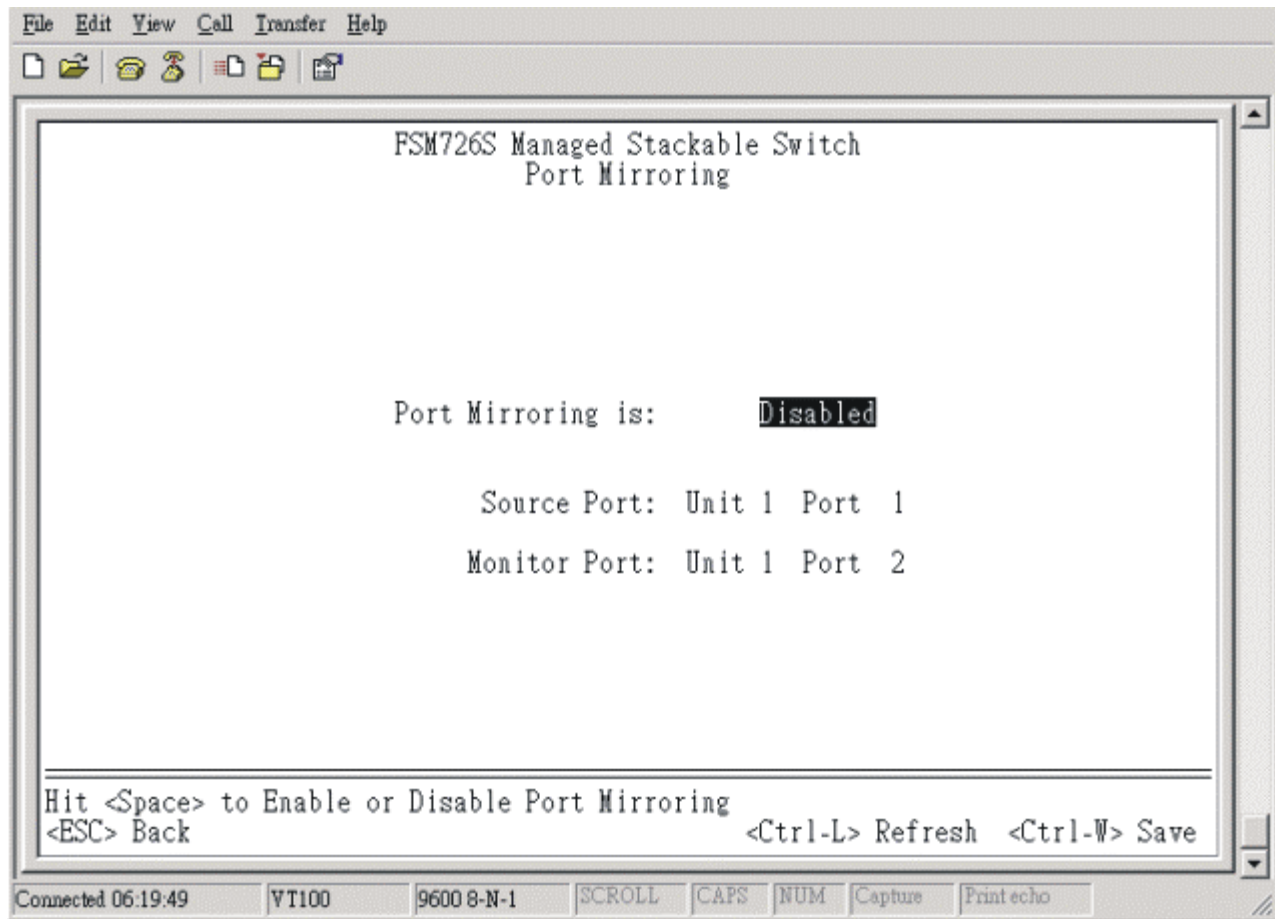 File Edit View Call Transfer Help
FSM726S Managed Stackable Switch
Port Mirroring
Port Mirroring is: Disabled
Source Port: Unit 1 Port 1
Monitor Port: Unit 1 Port 2
Hit <Space> to Enable or Disable Port Mirroring
<ESC> Back <Ctrl-L> Refresh <Ctrl-W> Save
Connected 06:19:49 VT100 9600 8-N-1 SCROLL CAPS NUM Capture Print echo